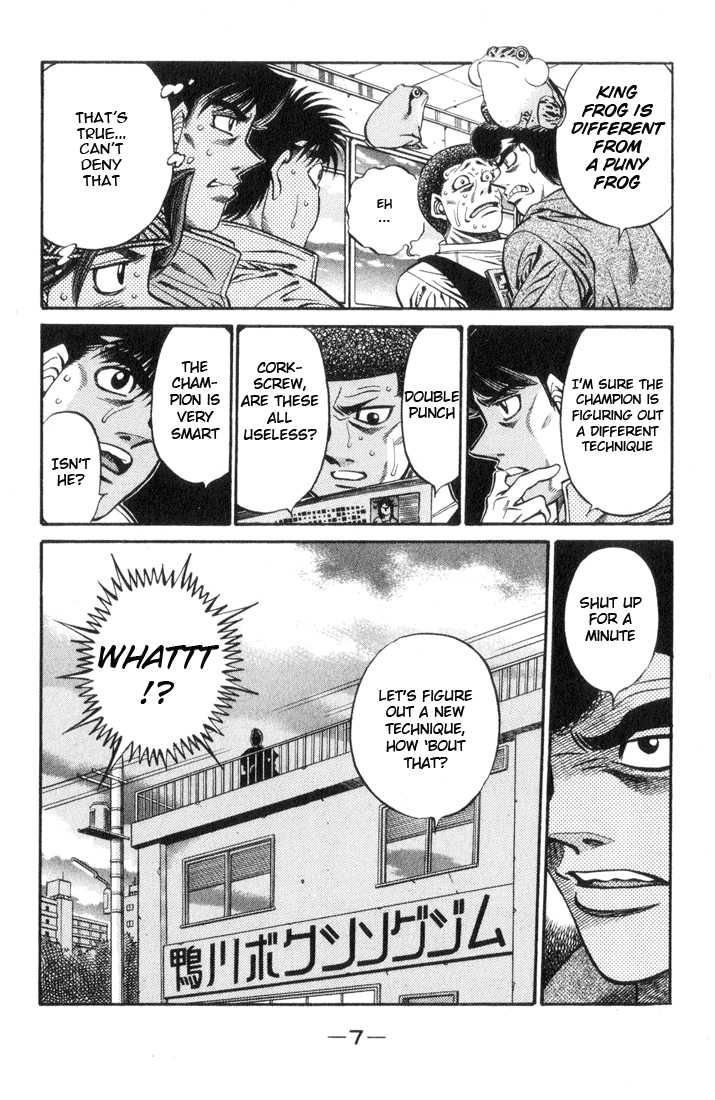 KING
FROG IS
DIFFERENT
FROM
A PUNY
FROG
EH
...
THAT'S
TRUE...
CAN'T
DENY
THAT
I'M SURE THE
CHAMPION IS
FIGURING OUT
A DIFFERENT
TECHNIQUE
DOUBLE
PUNCH
CORK-
SCREW,
ARE THESE
ALL
USELESS?
THE
CHAM-
PION IS
VERY
SMART
ISN'T
HE?
SHUT UP
FOR A
MINUTE
LET'S FIGURE
OUT A NEW
TECHNIQUE,
HOW 'BOUT
THAT?
WHATTT
!?
鴨川ボクシングジム
—7—